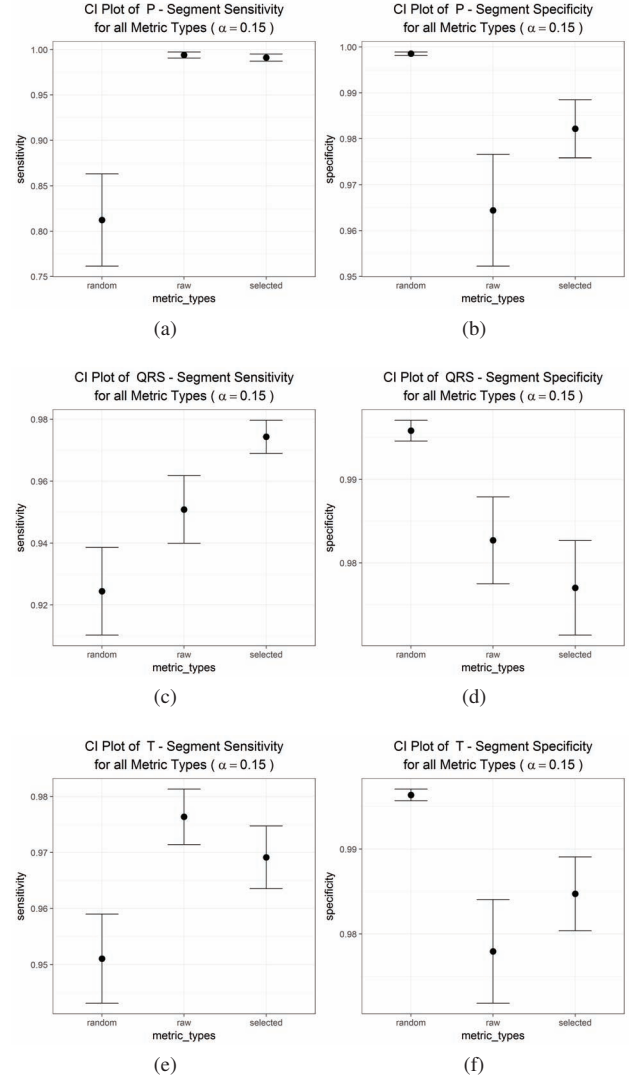 CI Plot of P - Segment Sensitivity
for all Metric Types ( α = 0.15 )
1.00
0.95
0.90
0.85
0.80
0.75
sensitivity
random raw selected
metric_types
(a)
CI Plot of P - Segment Specificity
for all Metric Types ( α = 0.15 )
1.00
0.99
0.98
0.97
0.96
0.95
specificity
random raw selected
metric_types
(b)
CI Plot of QRS - Segment Sensitivity
for all Metric Types ( α = 0.15 )
0.98
0.96
0.94
0.92
sensitivity
random raw selected
metric_types
(c)
CI Plot of QRS - Segment Specificity
for all Metric Types ( α = 0.15 )
0.99
0.98
specificity
random raw selected
metric_types
(d)
CI Plot of T - Segment Sensitivity
for all Metric Types ( α = 0.15 )
0.98
0.97
0.96
0.95
sensitivity
random raw selected
metric_types
(e)
CI Plot of T - Segment Specificity
for all Metric Types ( α = 0.15 )
0.99
0.98
specificity
random raw selected
metric_types
(f)